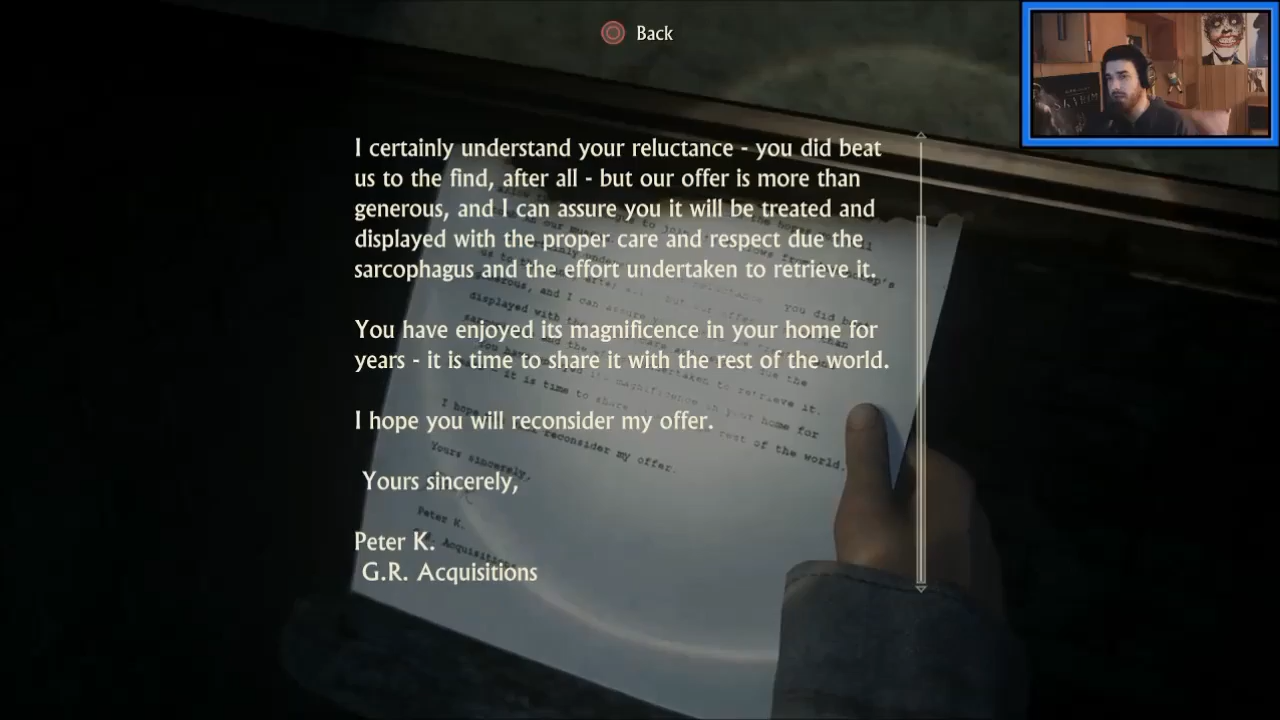 Back
I certainly understand your reluctance - you did beat
us to the find, after all - but our offer is more than
generous, and I can assure you it will be treated and
displayed with the proper care and respect due the
sarcophagus and the effort undertaken to retrieve it.
You have enjoyed its magnificence in your home for
years - it is time to share it with the rest of the world.
I hope you will reconsider my offer.
Yours sincerely,
Peter K.
G.R. Acquisitions
SKYRIM